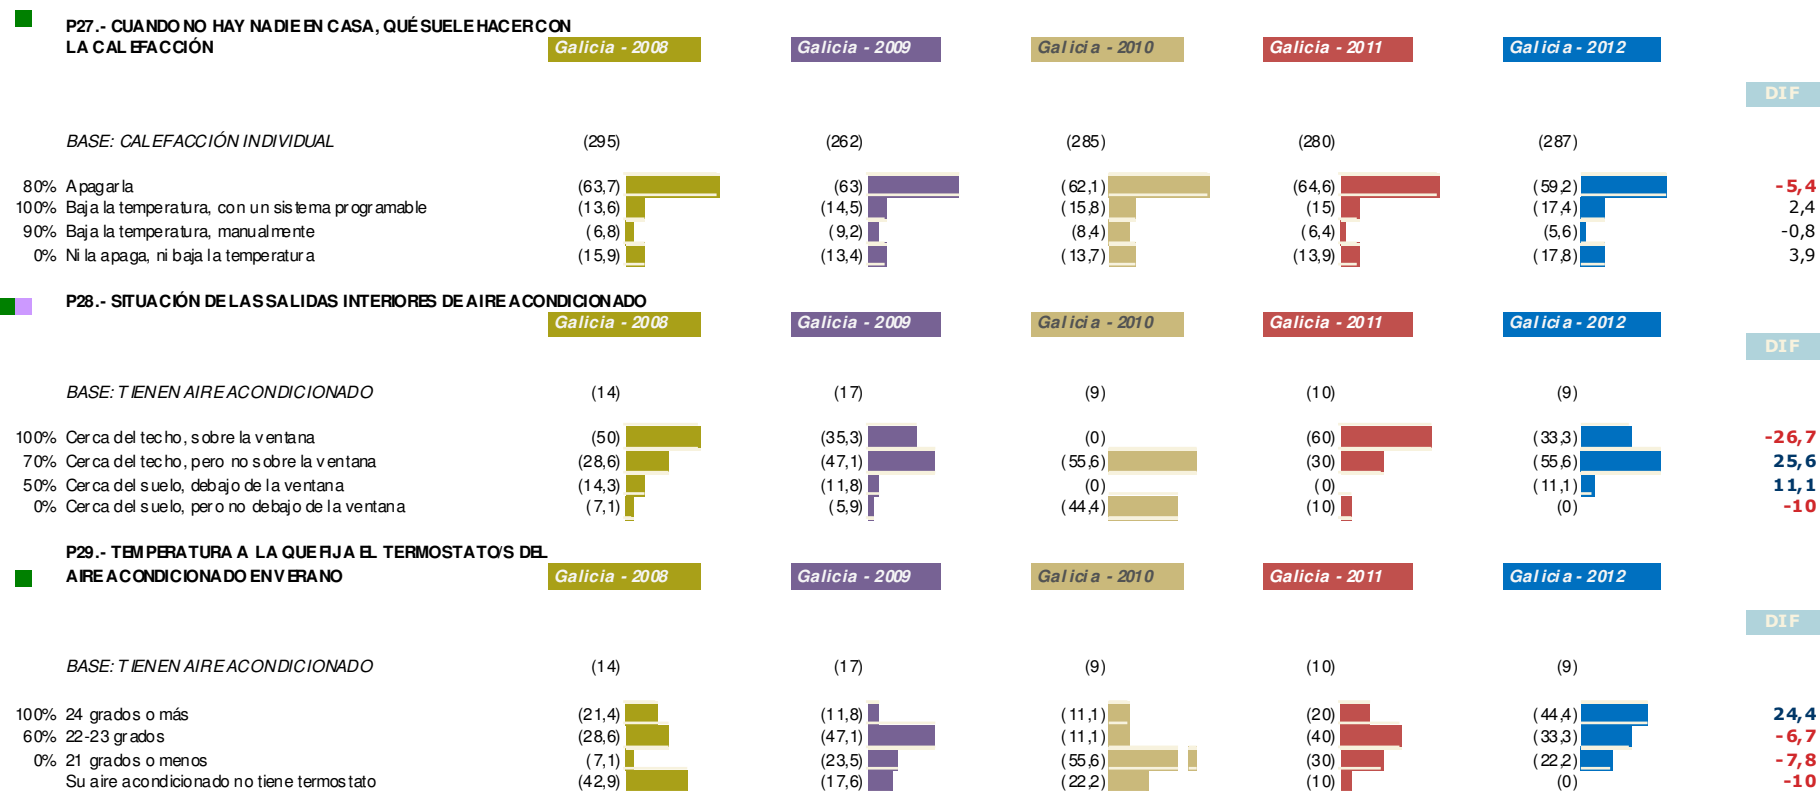 P27.- CUANDO NO HAY NADIE EN CASA, QUÉ SUELE HACER CON
LA CALEFACCIÓN Galicia - 2008 Galicia - 2009 Galicia - 2010 Galicia - 2011 Galicia - 2012
DIF
BASE: CALEFACCIÓN INDIVIDUAL (295) (262) (285) (280) (287)
80% Apagarla (63,7) (63) (62,1) (64,6) (59,2) -5,4
100% Baja la temperatura, con un sistema programable (13,6) (14,5) (15,8) (15) (17,4) 2,4
90% Baja la temperatura, manualmente (6,8) (9,2) (8,4) (6,4) (5,6) -0,8
0% Ni la apaga, ni baja la temperatura (15,9) (13,4) (13,7) (13,9) (17,8) 3,9
P28.- SITUACIÓN DE LAS SALIDAS INTERIORES DE AIRE ACONDICIONADO
Galicia - 2008 Galicia - 2009 Galicia - 2010 Galicia - 2011 Galicia - 2012
DIF
BASE: TIENEN AIRE ACONDICIONADO (14) (17) (9) (10) (9)
100% Cerca del techo, sobre la ventana (50) (35,3) (0) (60) (33,3) -26,7
70% Cerca del techo, pero no sobre la ventana (28,6) (47,1) (55,6) (30) (55,6) 25,6
50% Cerca del suelo, debajo de la ventana (14,3) (11,8) (0) (0) (11,1) 11,1
0% Cerca del suelo, pero no debajo de la ventana (7,1) (5,9) (44,4) (10) (0) -10
P29.- TEMPERATURA A LA QUE FIJA EL TERMOSTATO/S DEL
AIRE ACONDICIONADO EN VERANO Galicia - 2008 Galicia - 2009 Galicia - 2010 Galicia - 2011 Galicia - 2012
DIF
BASE: TIENEN AIRE ACONDICIONADO (14) (17) (9) (10) (9)
100% 24 grados o más (21,4) (11,8) (11,1) (20) (44,4) 24,4
60% 22-23 grados (28,6) (47,1) (11,1) (40) (33,3) -6,7
0% 21 grados o menos (7,1) (23,5) (55,6) (30) (22,2) -7,8
Su aire acondicionado no tiene termostato (42,9) (17,6) (22,2) (10) (0) -10